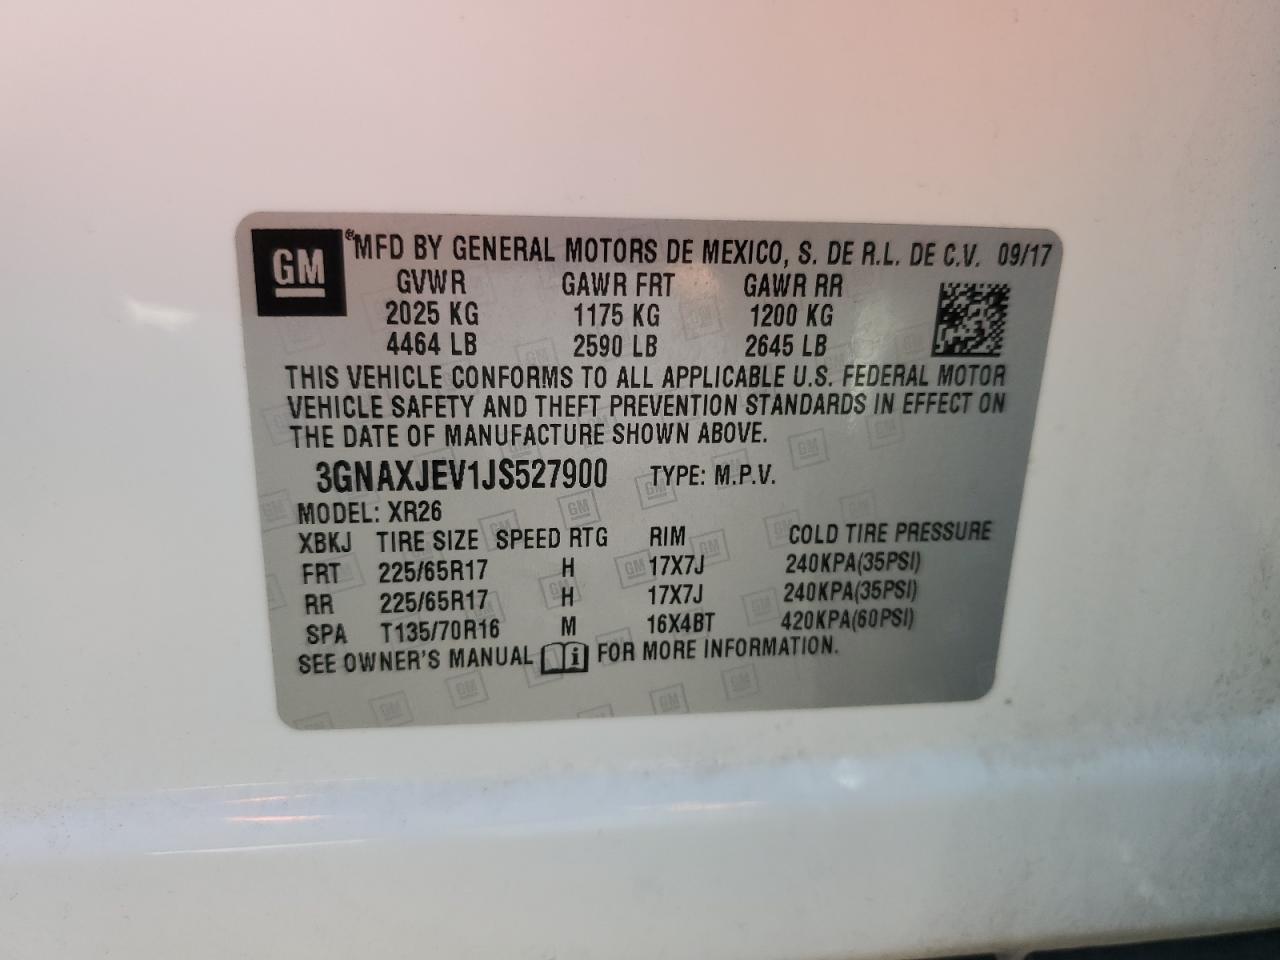 GM
®MFD BY GENERAL MOTORS DE MEXICO, S. DE R.L. DE C.V. 09/17
GVWR GAWR FRT GAWR RR
2025 KG 1175 KG 1200 KG
4464 LB 2590 LB 2645 LB
THIS VEHICLE CONFORMS TO ALL APPLICABLE U.S. FEDERAL MOTOR
VEHICLE SAFETY AND THEFT PREVENTION STANDARDS IN EFFECT ON
THE DATE OF MANUFACTURE SHOWN ABOVE.
3GNAXJEV1JS527900 TYPE: M.P.V.
MODEL: XR26
XBKJ TIRE SIZE SPEED RTG RIM COLD TIRE PRESSURE
FRT 225/65R17 H 17X7J 240KPA(35PSI)
RR 225/65R17 H 17X7J 240KPA(35PSI)
SPA T135/70R16 M 16X4BT 420KPA(60PSI)
SEE OWNER'S MANUAL i FOR MORE INFORMATION.